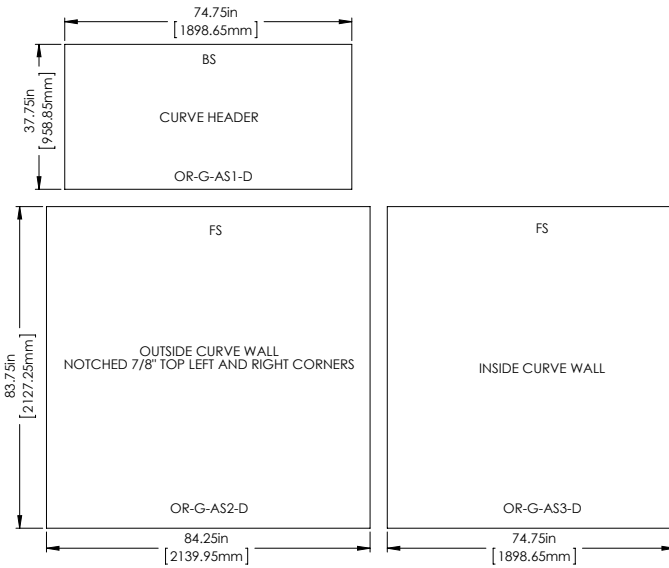 74.75in
[1898.65mm]
37.75in
[958.85mm]
BS
CURVE HEADER
OR-G-AS1-D
83.75in
[2127.25mm]
FS
OUTSIDE CURVE WALL
NOTCHED 7/8" TOP LEFT AND RIGHT CORNERS
OR-G-AS2-D
84.25in
[2139.95mm]
FS
INSIDE CURVE WALL
OR-G-AS3-D
74.75in
[1898.65mm]